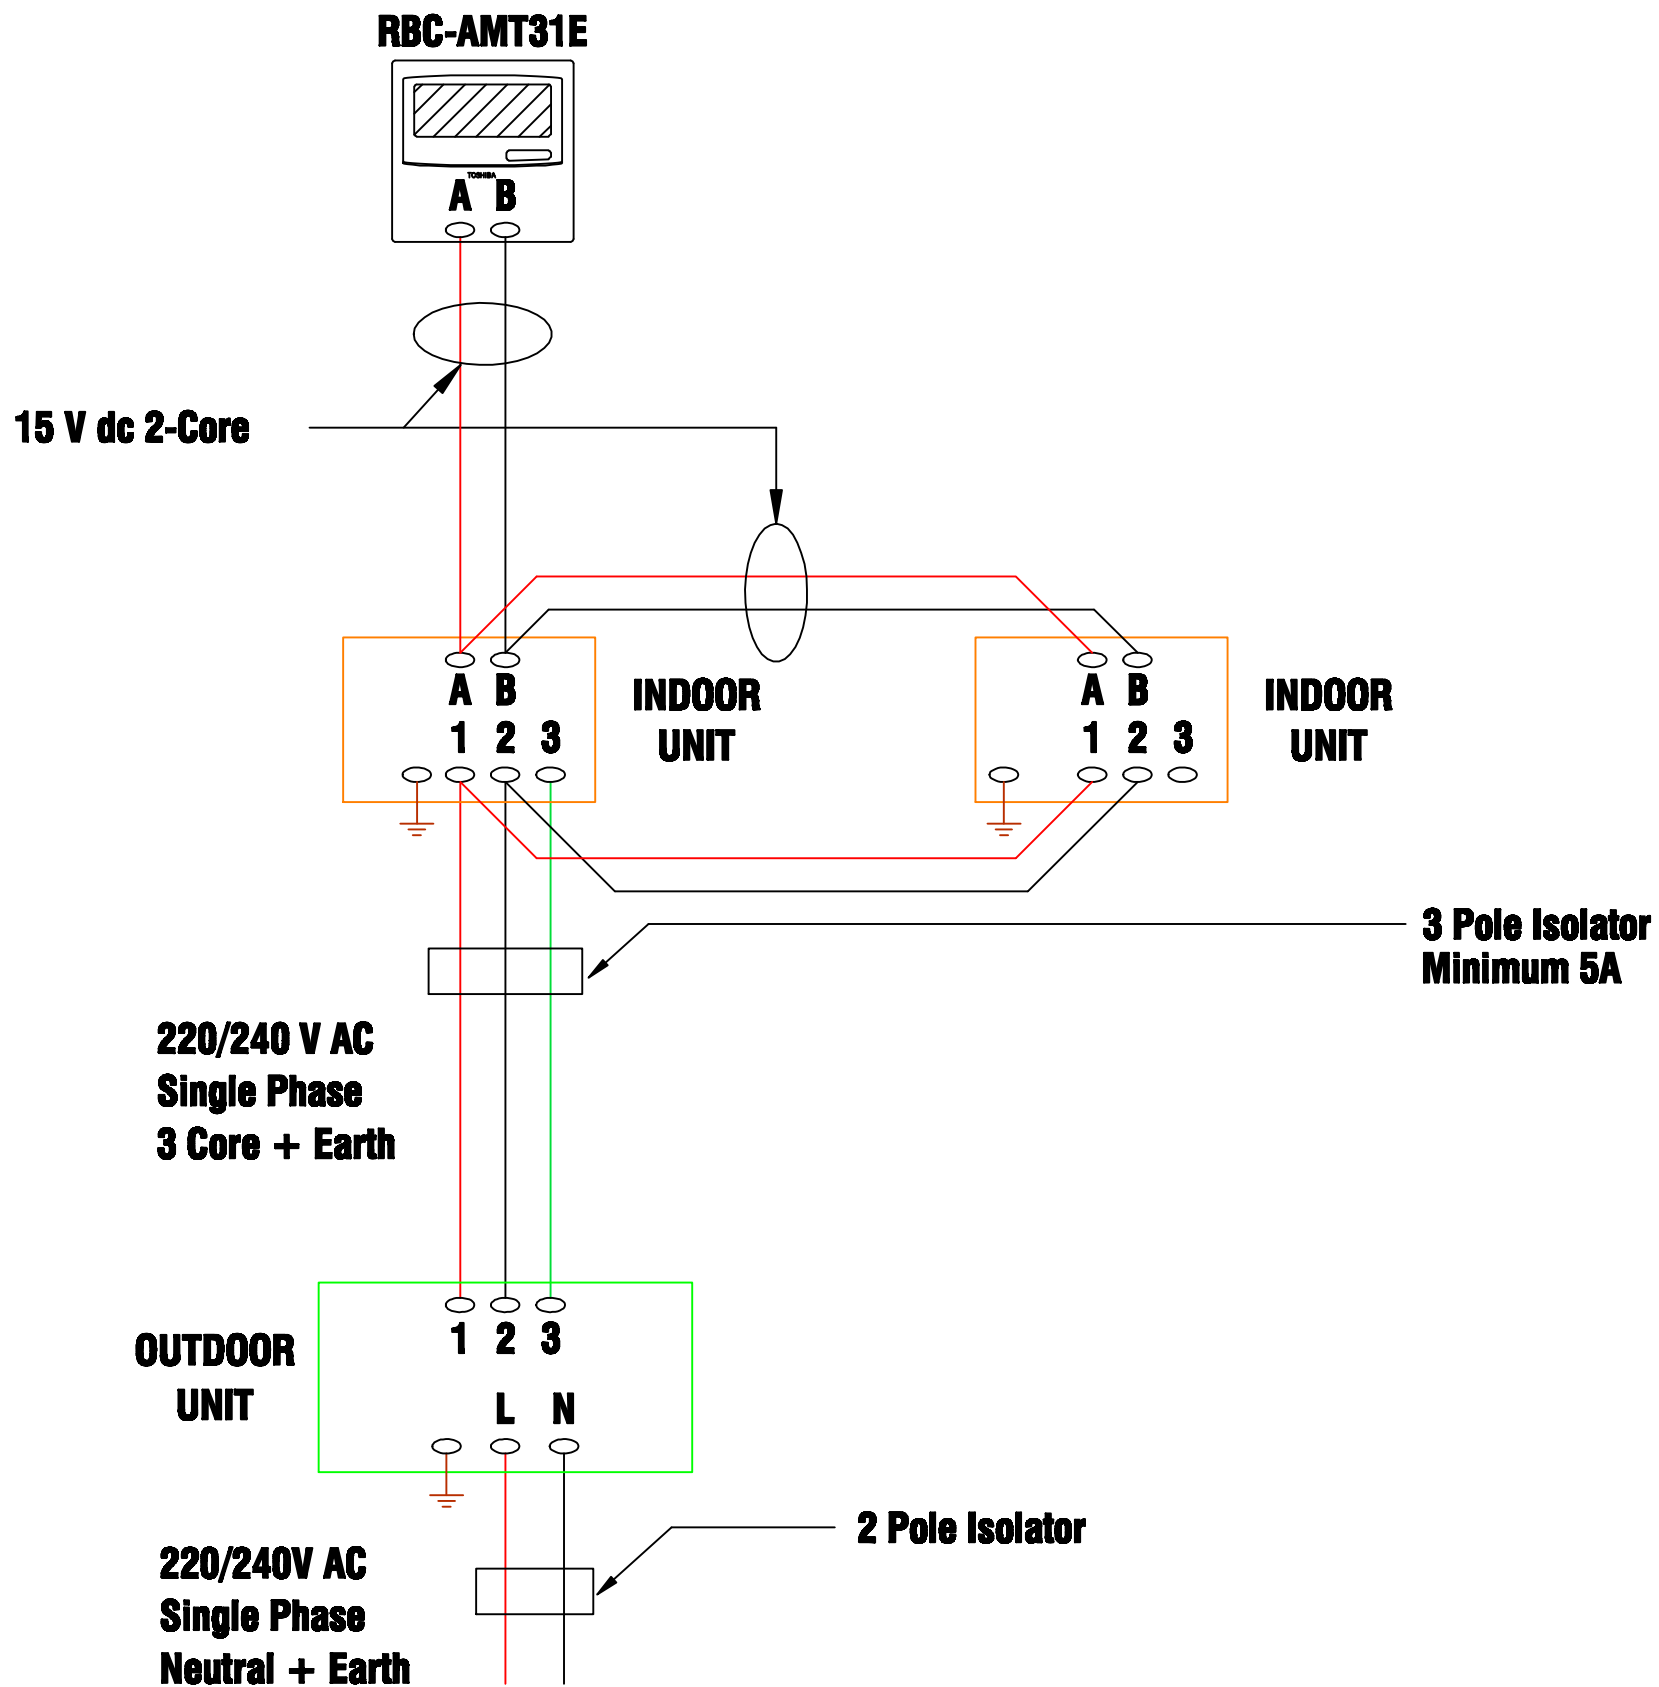 RBC-AMT31E
TOSHIBA
A B
15 V dc 2-Core
A B
1 2 3
INDOOR
UNIT
A B
1 2 3
INDOOR
UNIT
3 Pole Isolator
Minimum 5A
220/240 V AC
Single Phase
3 Core + Earth
OUTDOOR
UNIT
1 2 3
L N
2 Pole Isolator
220/240V AC
Single Phase
Neutral + Earth